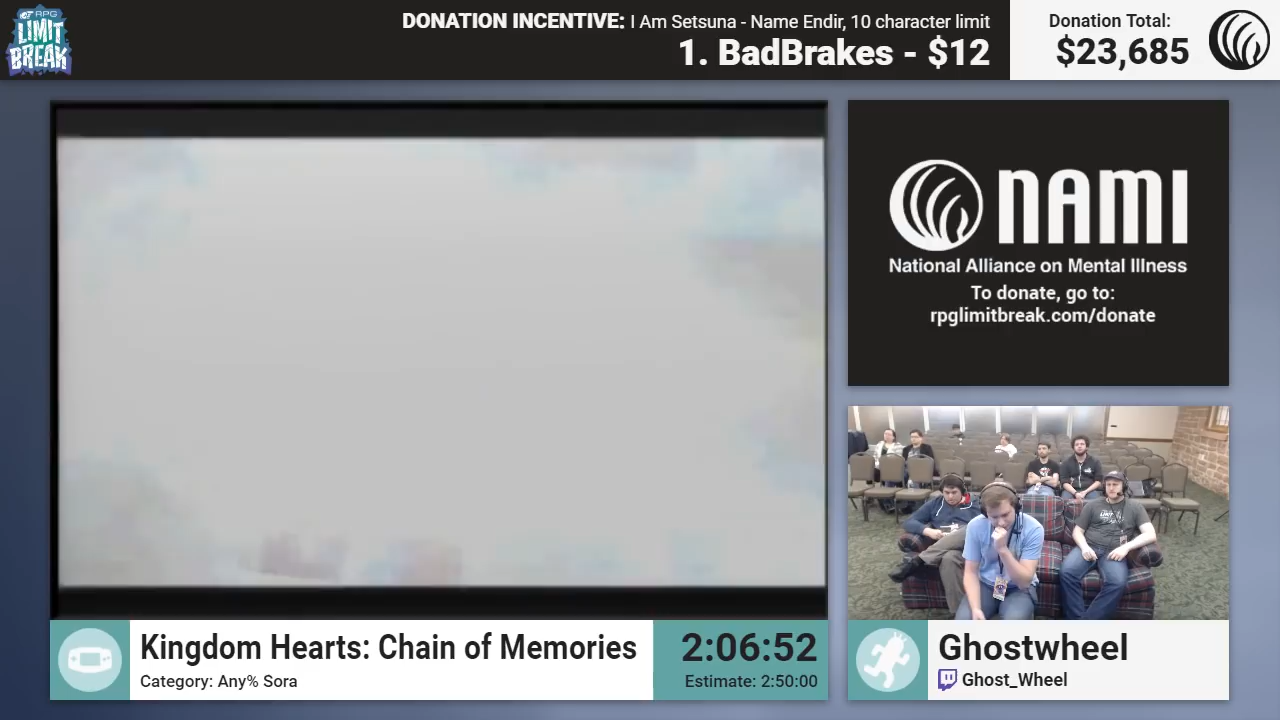 RPG
LIMIT
BREAK
DONATION INCENTIVE: I Am Setsuna - Name Endir, 10 character limit
1. BadBrakes - $12
Donation Total:
$23,685
NAMI
National Alliance on Mental Illness
To donate, go to:
rpglimitbreak.com/donate
Kingdom Hearts: Chain of Memories
Category: Any% Sora
2:06:52
Estimate: 2:50:00
Ghostwheel
Ghost_Wheel